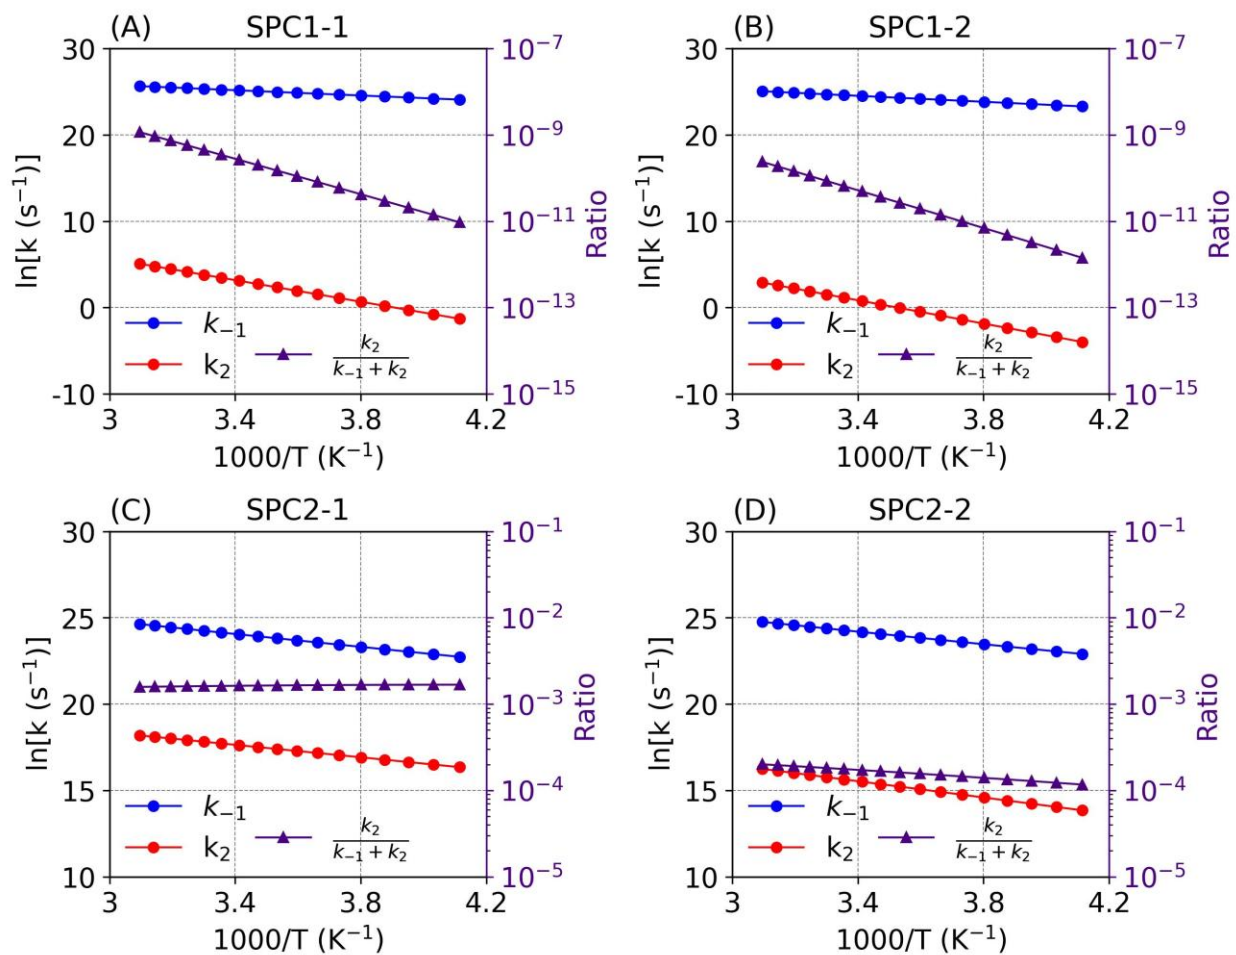 (A) SPC1-1
30
20
10
0
-10
ln[k (s⁻¹)]
3 3.4 3.8 4.2
1000/T (K⁻¹)
10⁻⁷
10⁻⁹
10⁻¹¹
10⁻¹³
10⁻¹⁵
Ratio
k₋₁
k₂
k₂
k₋₁ + k₂
(B) SPC1-2
30
20
10
0
-10
ln[k (s⁻¹)]
3 3.4 3.8 4.2
1000/T (K⁻¹)
10⁻⁷
10⁻⁹
10⁻¹¹
10⁻¹³
10⁻¹⁵
Ratio
k₋₁
k₂
k₂
k₋₁ + k₂
(C) SPC2-1
30
25
20
15
10
ln[k (s⁻¹)]
3 3.4 3.8 4.2
1000/T (K⁻¹)
10⁻¹
10⁻²
10⁻³
10⁻⁴
10⁻⁵
Ratio
k₋₁
k₂
k₂
k₋₁ + k₂
(D) SPC2-2
30
25
20
15
10
ln[k (s⁻¹)]
3 3.4 3.8 4.2
1000/T (K⁻¹)
10⁻¹
10⁻²
10⁻³
10⁻⁴
10⁻⁵
Ratio
k₋₁
k₂
k₂
k₋₁ + k₂